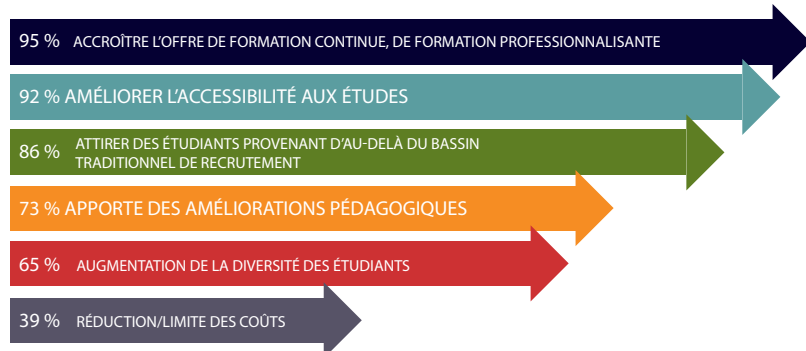 95 % ACCROÎTRE L'OFFRE DE FORMATION CONTINUE, DE FORMATION PROFESSIONNALISANTE
92 % AMÉLIORER L'ACCESSIBILITÉ AUX ÉTUDES
86 % ATTIRER DES ÉTUDIANTS PROVENANT D'AU-DELÀ DU BASSIN
TRADITIONNEL DE RECRUTEMENT
73 % APPORTE DES AMÉLIORATIONS PÉDAGOGIQUES
65 % AUGMENTATION DE LA DIVERSITÉ DES ÉTUDIANTS
39 % RÉDUCTION/LIMITE DES COÛTS